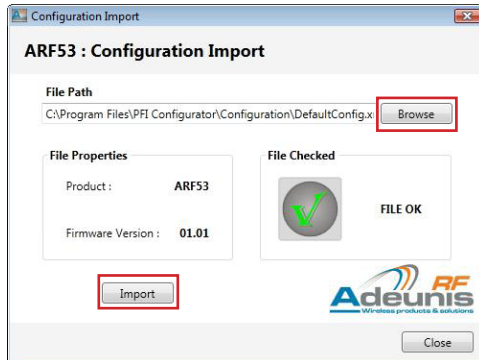 Configuration Import
ARF53 : Configuration Import
File Path
C:\Program Files\PFI Configurator\Configuration\DefaultConfig.x
Browse
File Properties
Product : ARF53
Firmware Version : 01.01
File Checked
FILE OK
Import
Adeunis RF
Wireless products & solutions
Close